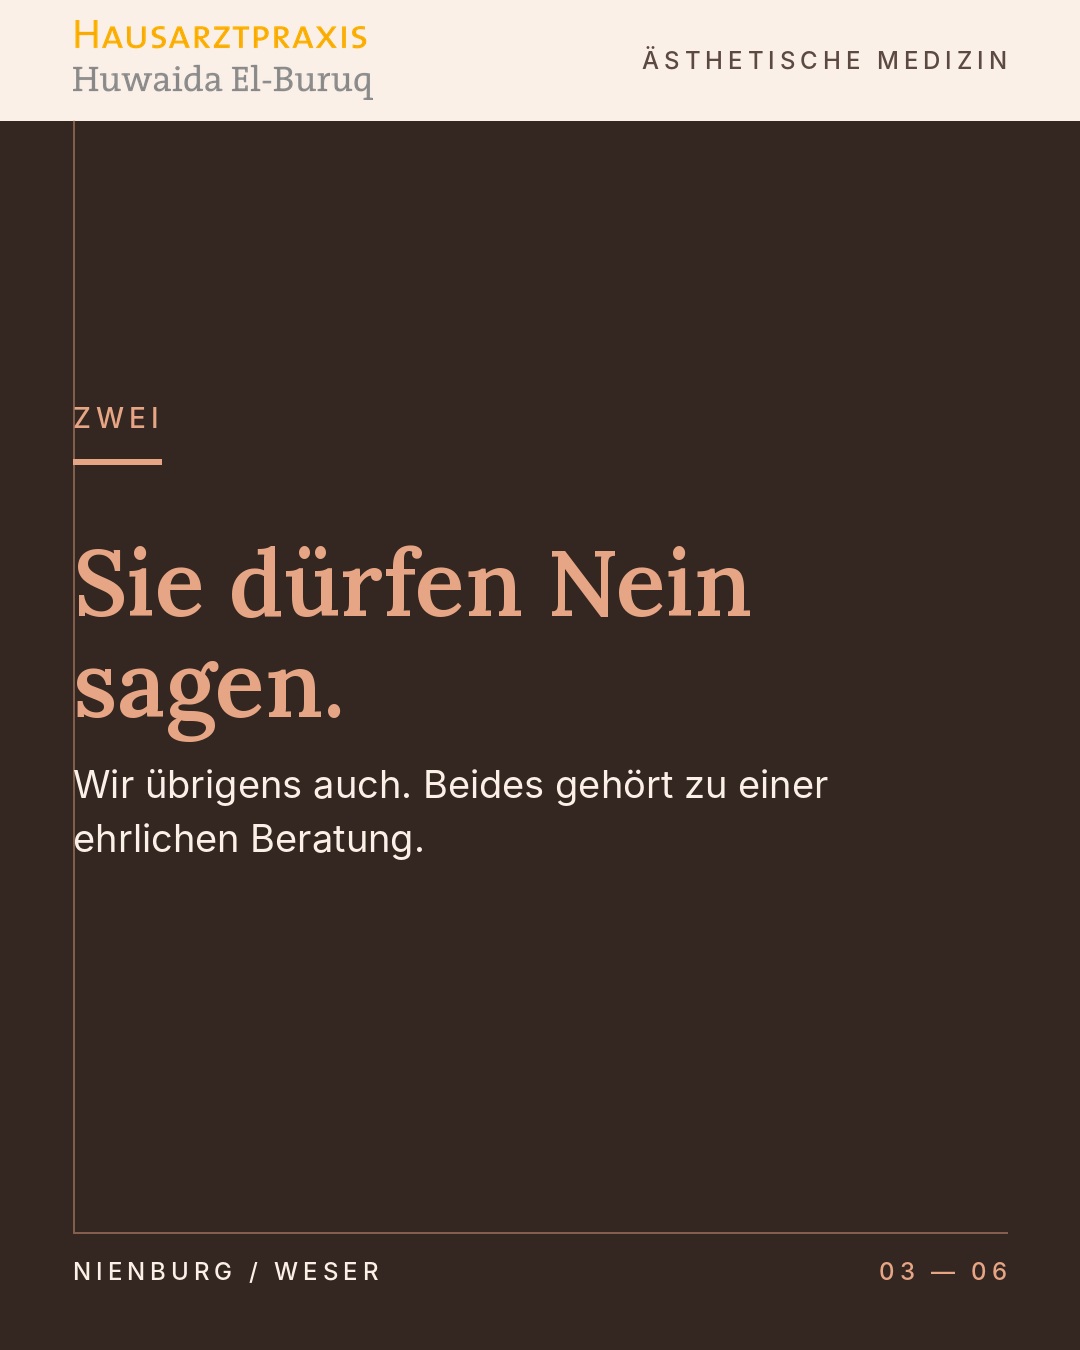 HAUSARZTPRAXIS
Huwaida El-Buruq
ÄSTHETISCHE MEDIZIN
ZWEI
Sie dürfen Nein
sagen.
Wir übrigens auch. Beides gehört zu einer
ehrlichen Beratung.
NIENBURG / WESER
03 — 06